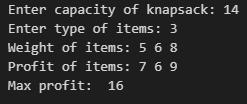 Enter capacity of knapsack: 14
Enter type of items: 3
Weight of items: 5 6 8
Profit of items: 7 6 9
Max profit:  16